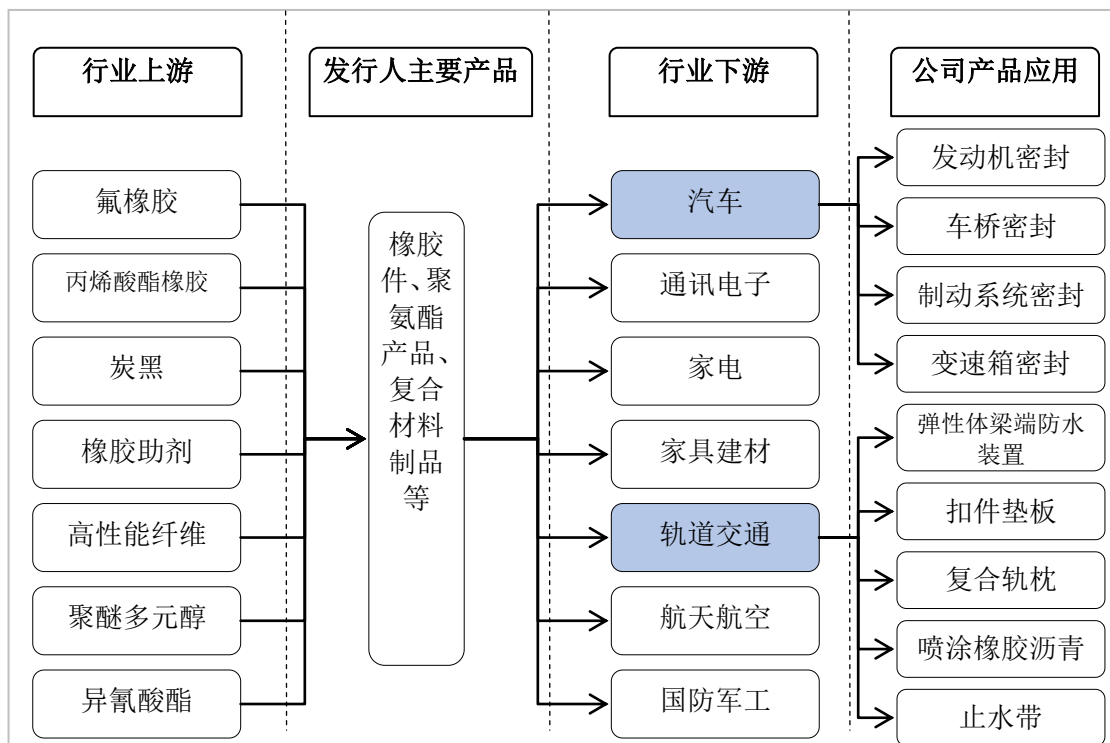 行业上游
发行人主要产品
行业下游
公司产品应用
氟橡胶
丙烯酸酯橡胶
炭黑
橡胶助剂
高性能纤维
聚醚多元醇
异氰酸酯
橡胶
件、聚
氨酯
产品、
复合
材料
制品
等
汽车
通讯电子
家电
家具建材
轨道交通
航天航空
国防军工
发动机密封
车桥密封
制动系统密封
变速箱密封
弹性体梁端防水
装置
扣件垫板
复合轨枕
喷涂橡胶沥青
止水带